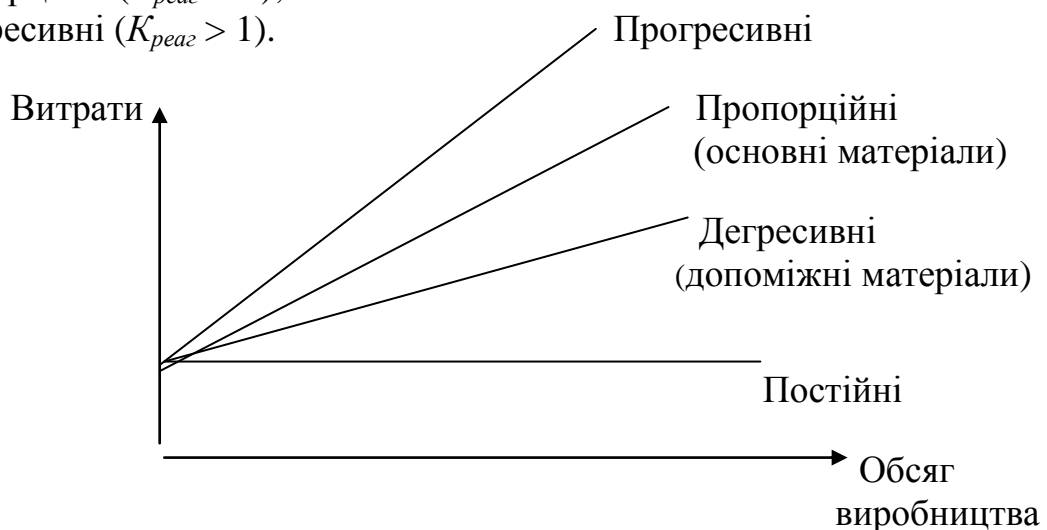 ресивні (Kреаг > 1).
Прогресивні
Витрати
Пропорційні
(основні матеріали)
Дегресивні
(допоміжні матеріали)
Постійні
Обсяг
виробництва